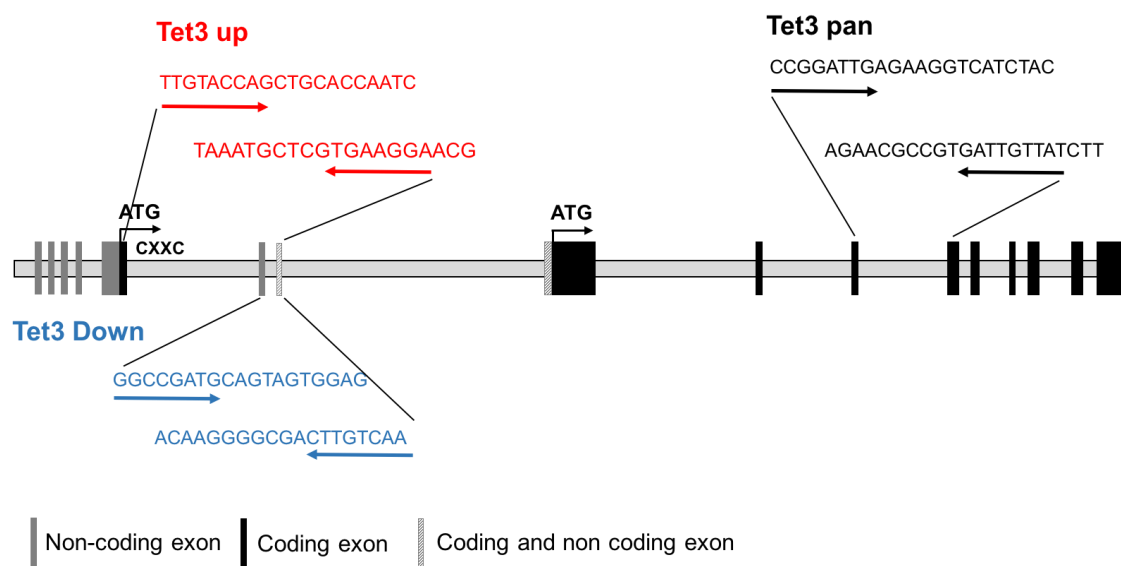 Tet3 up
Tet3 pan
TTGTACCAGCTGCACCAATC
CCGGATTGAGAAGGTCATCTAC
TAAATGCTCGTGAAGGAACG
AGAACGCCGTGATTGTTATCTT
ATG
ATG
CXXC
Tet3 Down
GGCCGATGCAGTAGTGGAG
ACAAGGGGCGACTTGTCAA
Non-coding exon
Coding exon
Coding and non coding exon